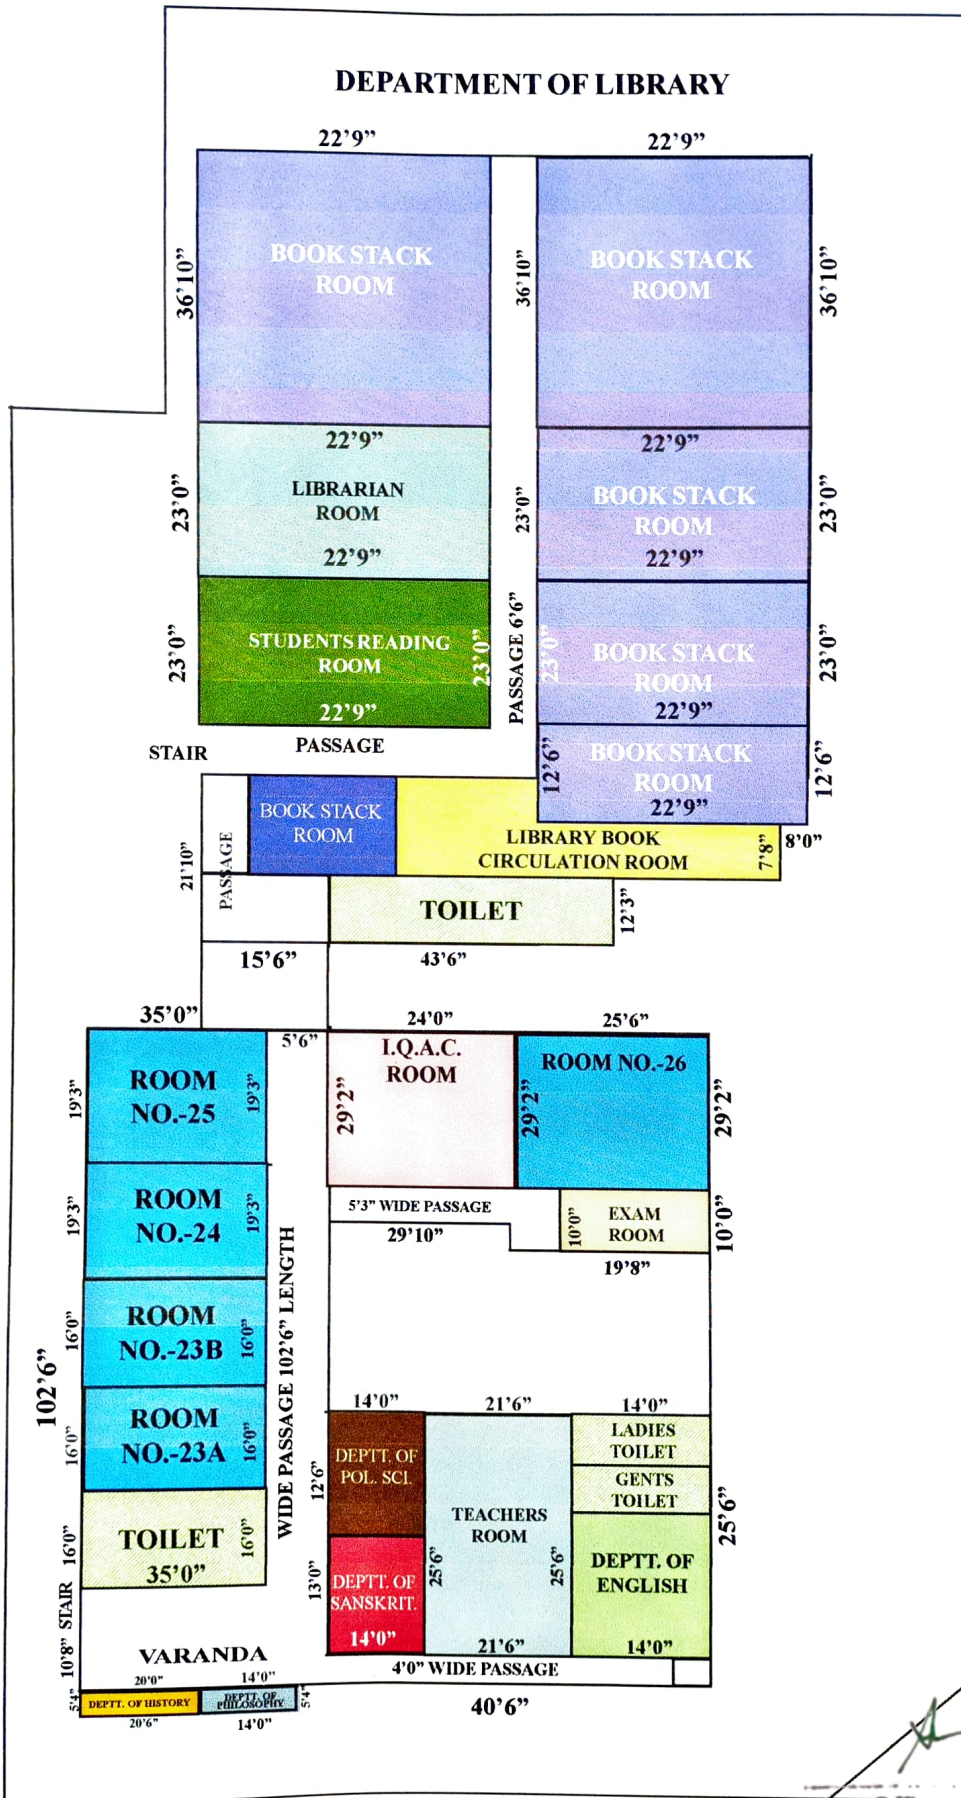 DEPARTMENT OF LIBRARY
22’9”
22’9”
36’10”
BOOK STACK
ROOM
36’10”
BOOK STACK
ROOM
36’10”
22’9”
22’9”
23’0”
LIBRARIAN
ROOM
22’9”
23’0”
BOOK STACK
ROOM
22’9”
23’0”
23’0”
STUDENTS READING
ROOM
23’0”
22’9”
PASSAGE 6’6”
23’0”
BOOK STACK
ROOM
22’9”
23’0”
STAIR
PASSAGE
12’6”
BOOK STACK
ROOM
22’9”
12’6”
21’10”
PASSAGE
BOOK STACK
ROOM
LIBRARY BOOK
CIRCULATION ROOM
7’8”
8’0”
TOILET
12’3”
15’6”
43’6”
35’0”
5’6”
24’0”
25’6”
19’3”
ROOM
NO.-25
19’3”
I.Q.A.C.
ROOM
29’2”
ROOM NO.-26
29’2”
29’2”
19’3”
ROOM
NO.-24
19’3”
5’3” WIDE PASSAGE
29’10”
10’0”
EXAM
ROOM
10’0”
19’8”
WIDE PASSAGE 102’6” LENGTH
102’6”
16’0”
ROOM
NO.-23B
16’0”
16’0”
ROOM
NO.-23A
16’0”
14’0”
21’6”
14’0”
12’6”
DEPTT. OF
POL. SCI.
TEACHERS
ROOM
LADIES
TOILET
GENTS
TOILET
25’6”
16’0”
TOILET
16’0”
35’0”
13’0”
DEPTT. OF
SANSKRIT.
14’0”
25’6”
25’6”
21’6”
DEPTT. OF
ENGLISH
14’0”
10’8” STAIR
VARANDA
4’0” WIDE PASSAGE
40’6”
20’0”
14’0”
5’4”
DEPTT. OF HISTORY
DEPTT. OF
PHILOSOPHY
5’4”
20’6”
14’0”